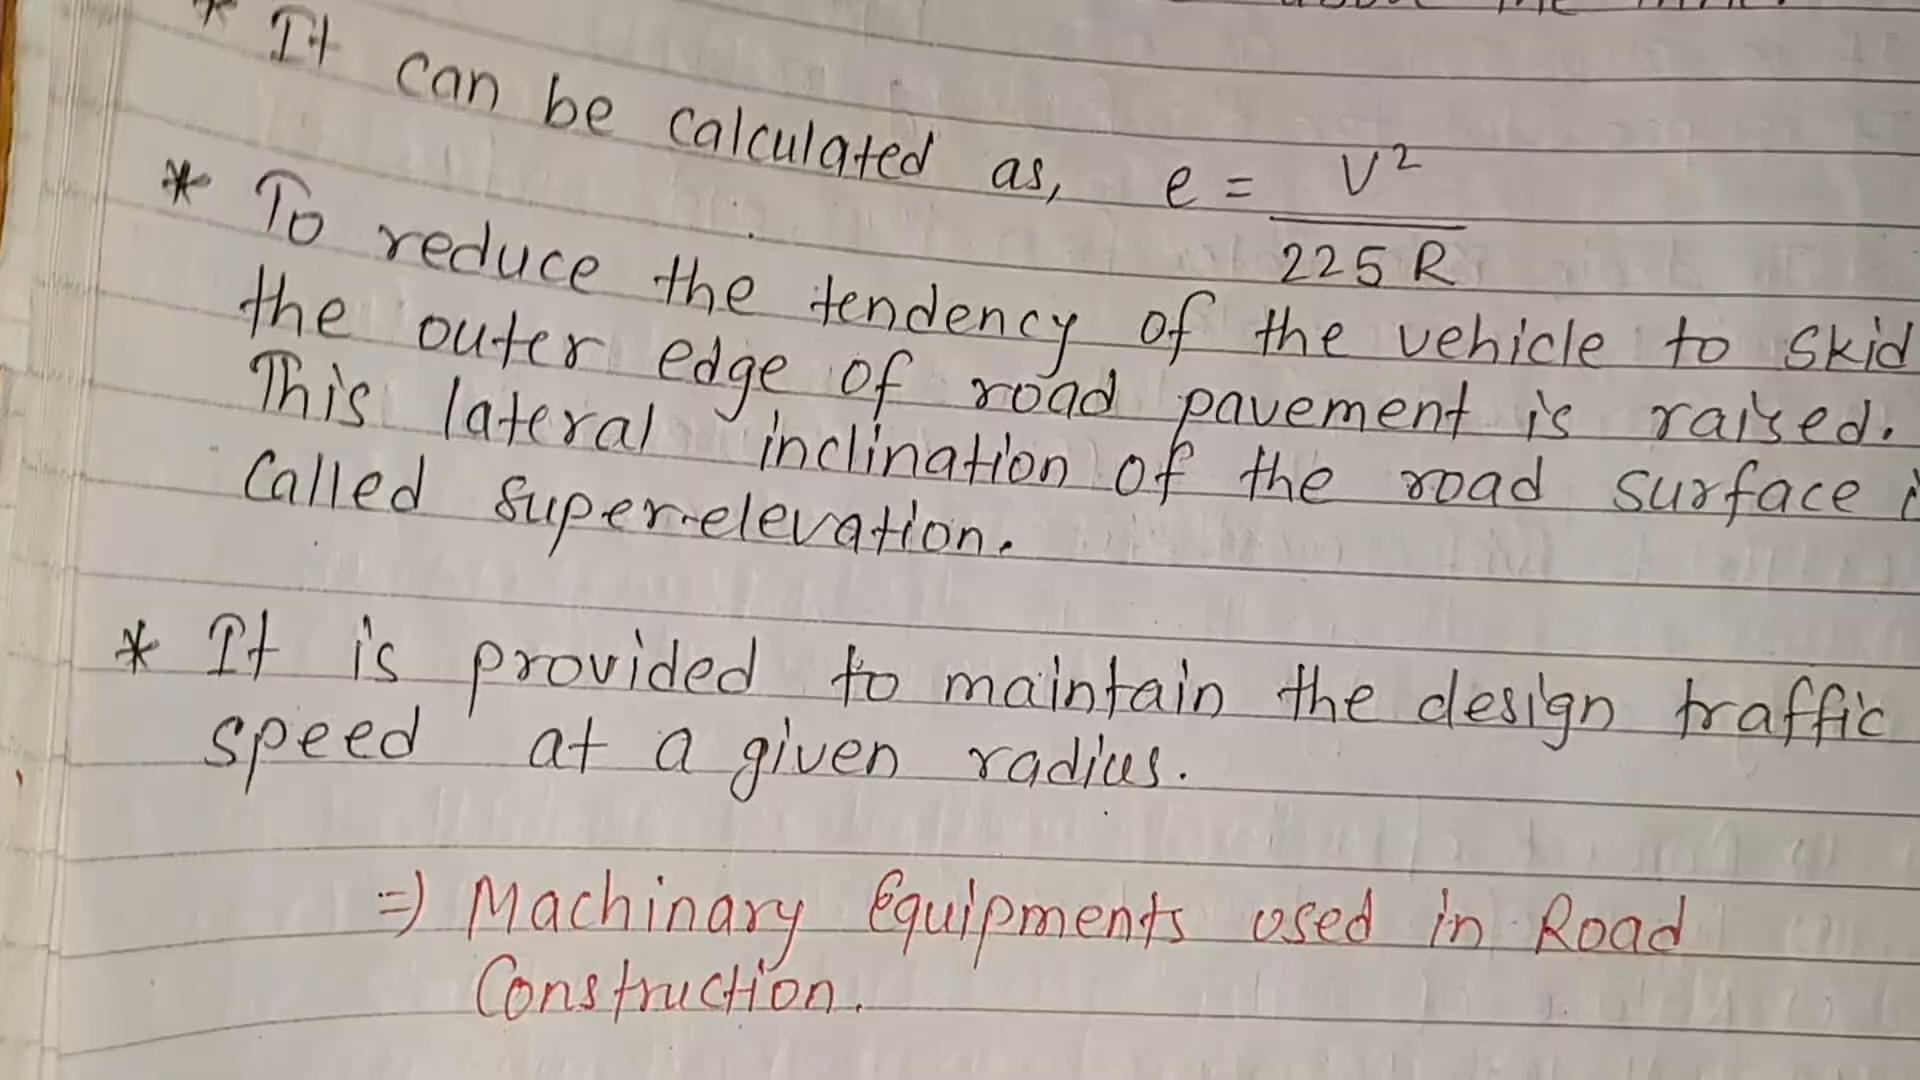 * It can be calculated as, e = V²
225 R
* To reduce the tendency of the vehicle to skid
the outer edge of road pavement is raised.
This lateral inclination of the road surface
Called super-elevation.
* It is provided to maintain the design traffic
speed at a given radius.
=) Machinary Equipments used in Road
Construction.